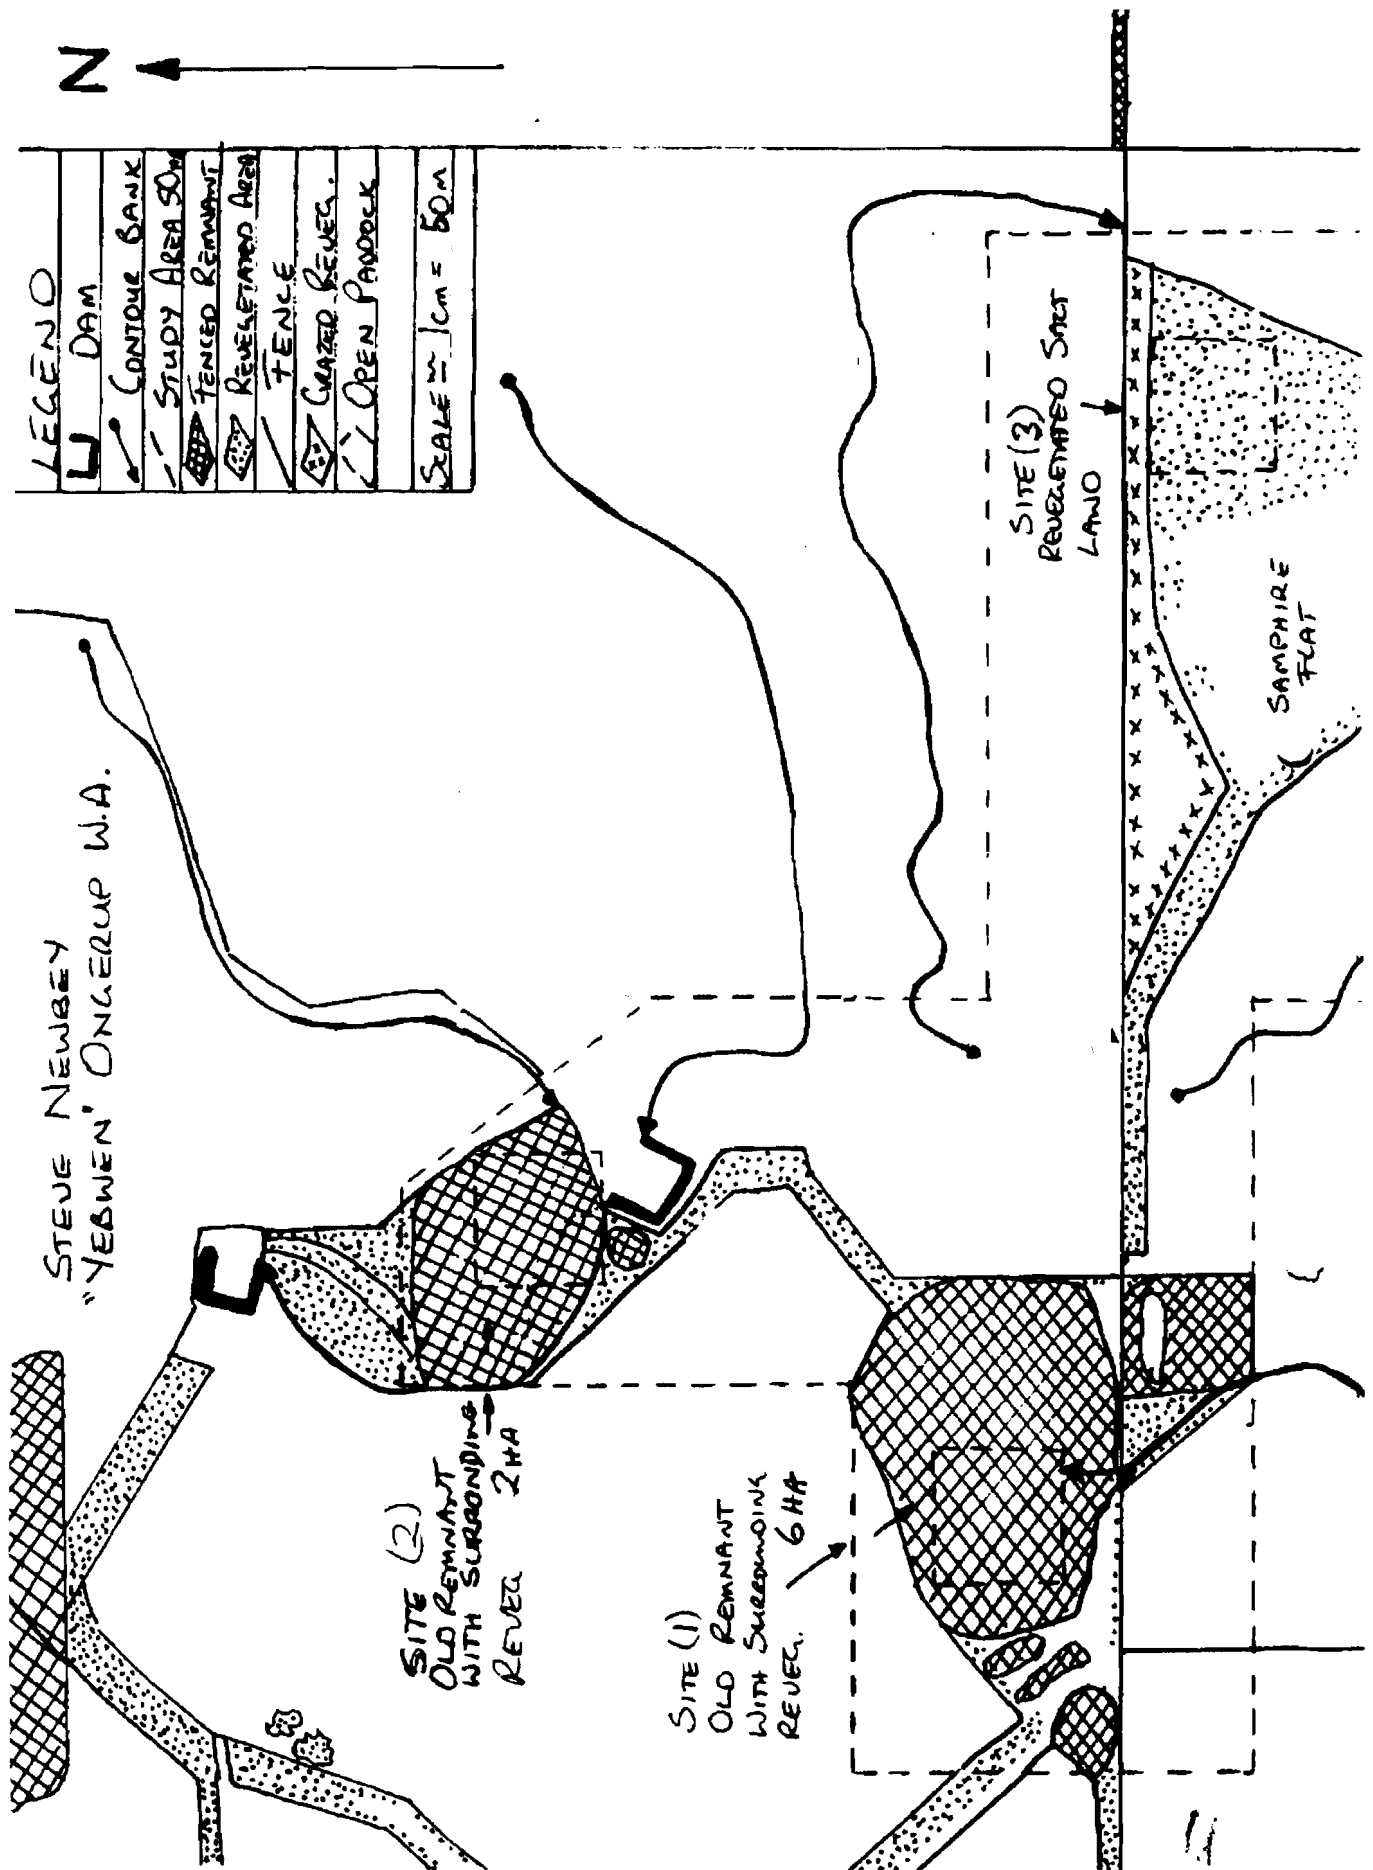 N
LEGEND
DAM
CONTOUR BANK
STUDY AREA 50m
FENCED REMNANT
REVEGETATED AREA
FENCE
GRAZED REVEG.
OPEN PADDOCK
SCALE ≈ 1cm = 50m
STEVE NEWBEY
"YEBWEN" ONGERUP W.A.
SITE (3)
REVEGETATED SALT
LAND
SAMPHIRE
FLAT
SITE (2)
OLD REMNANT
WITH SURRONDING
REVEG 2HA
SITE (1)
OLD REMNANT
WITH SURROUNDING
REVEG. 6HA